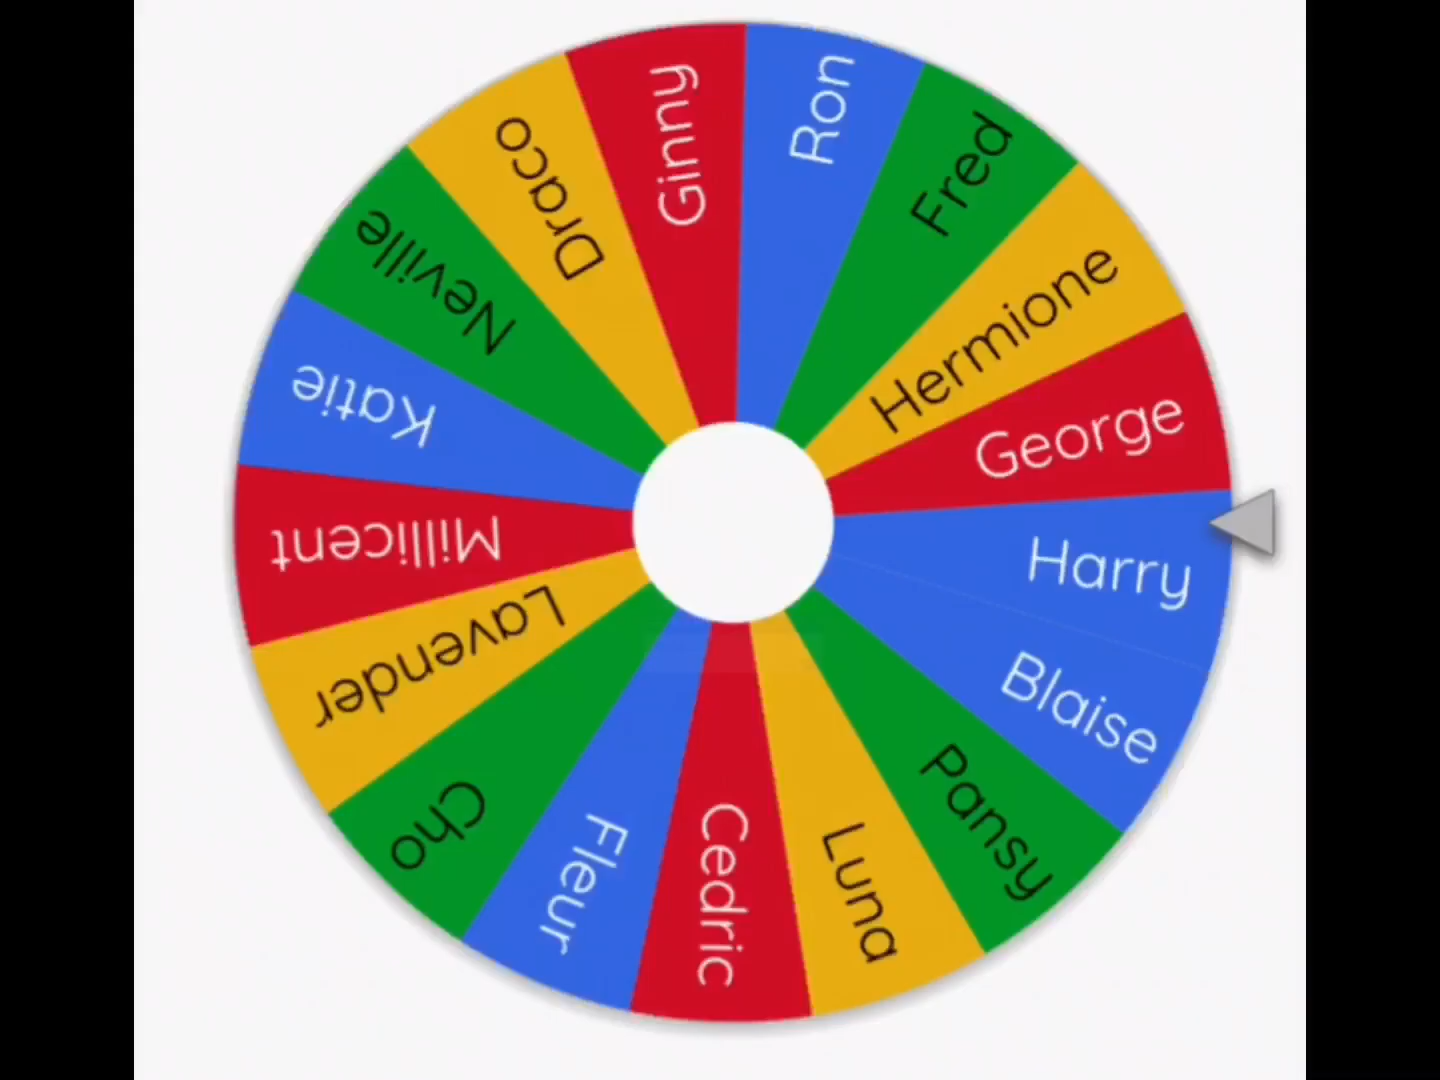 Ron
Fred
Hermione
George
Harry
Blaise
Pansy
Luna
Cedric
Fleur
Cho
Lavender
Millicent
Katie
Neville
Draco
Ginny